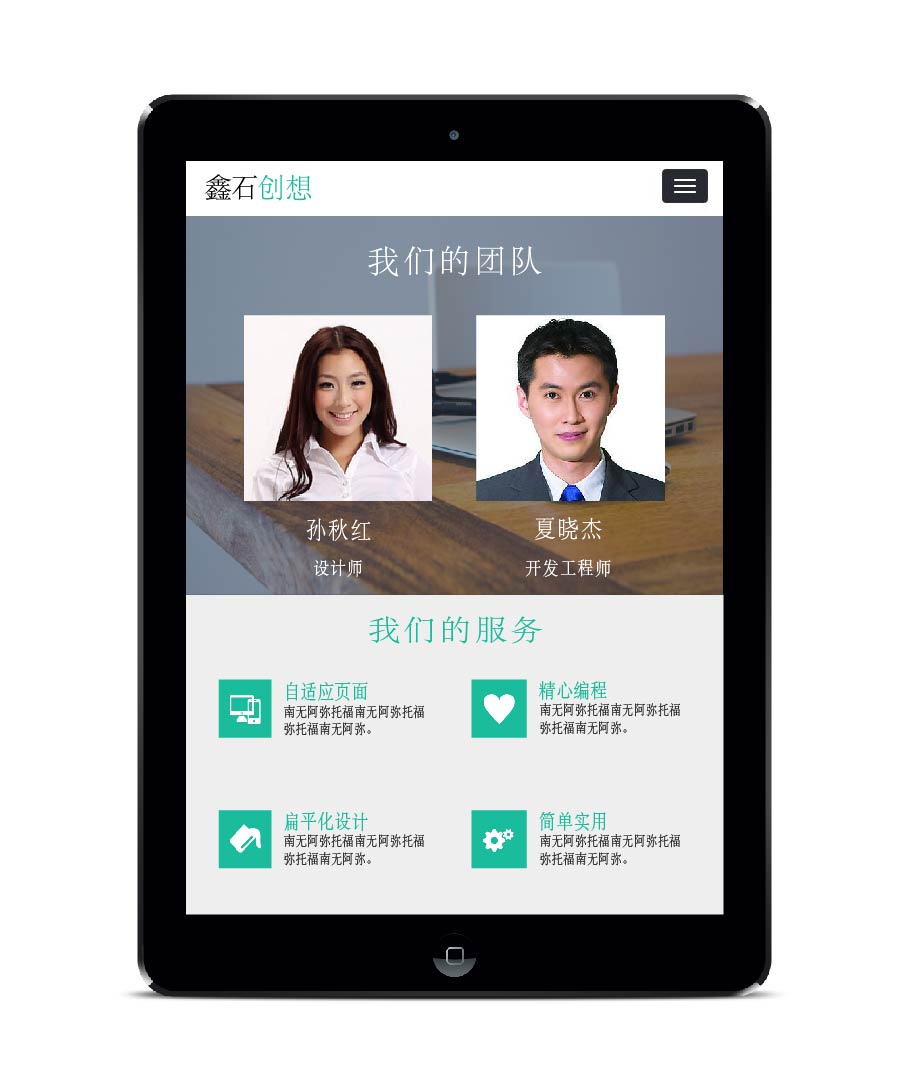 鑫石创想
我们的团队
孙秋红
夏晓杰
设计师
开发工程师
我们的服务
自适应页面
南无阿弥托福南无阿弥托福
弥托福南无阿弥。
精心编程
南无阿弥托福南无阿弥托福
弥托福南无阿弥。
扁平化设计
南无阿弥托福南无阿弥托福
弥托福南无阿弥。
简单实用
南无阿弥托福南无阿弥托福
弥托福南无阿弥。